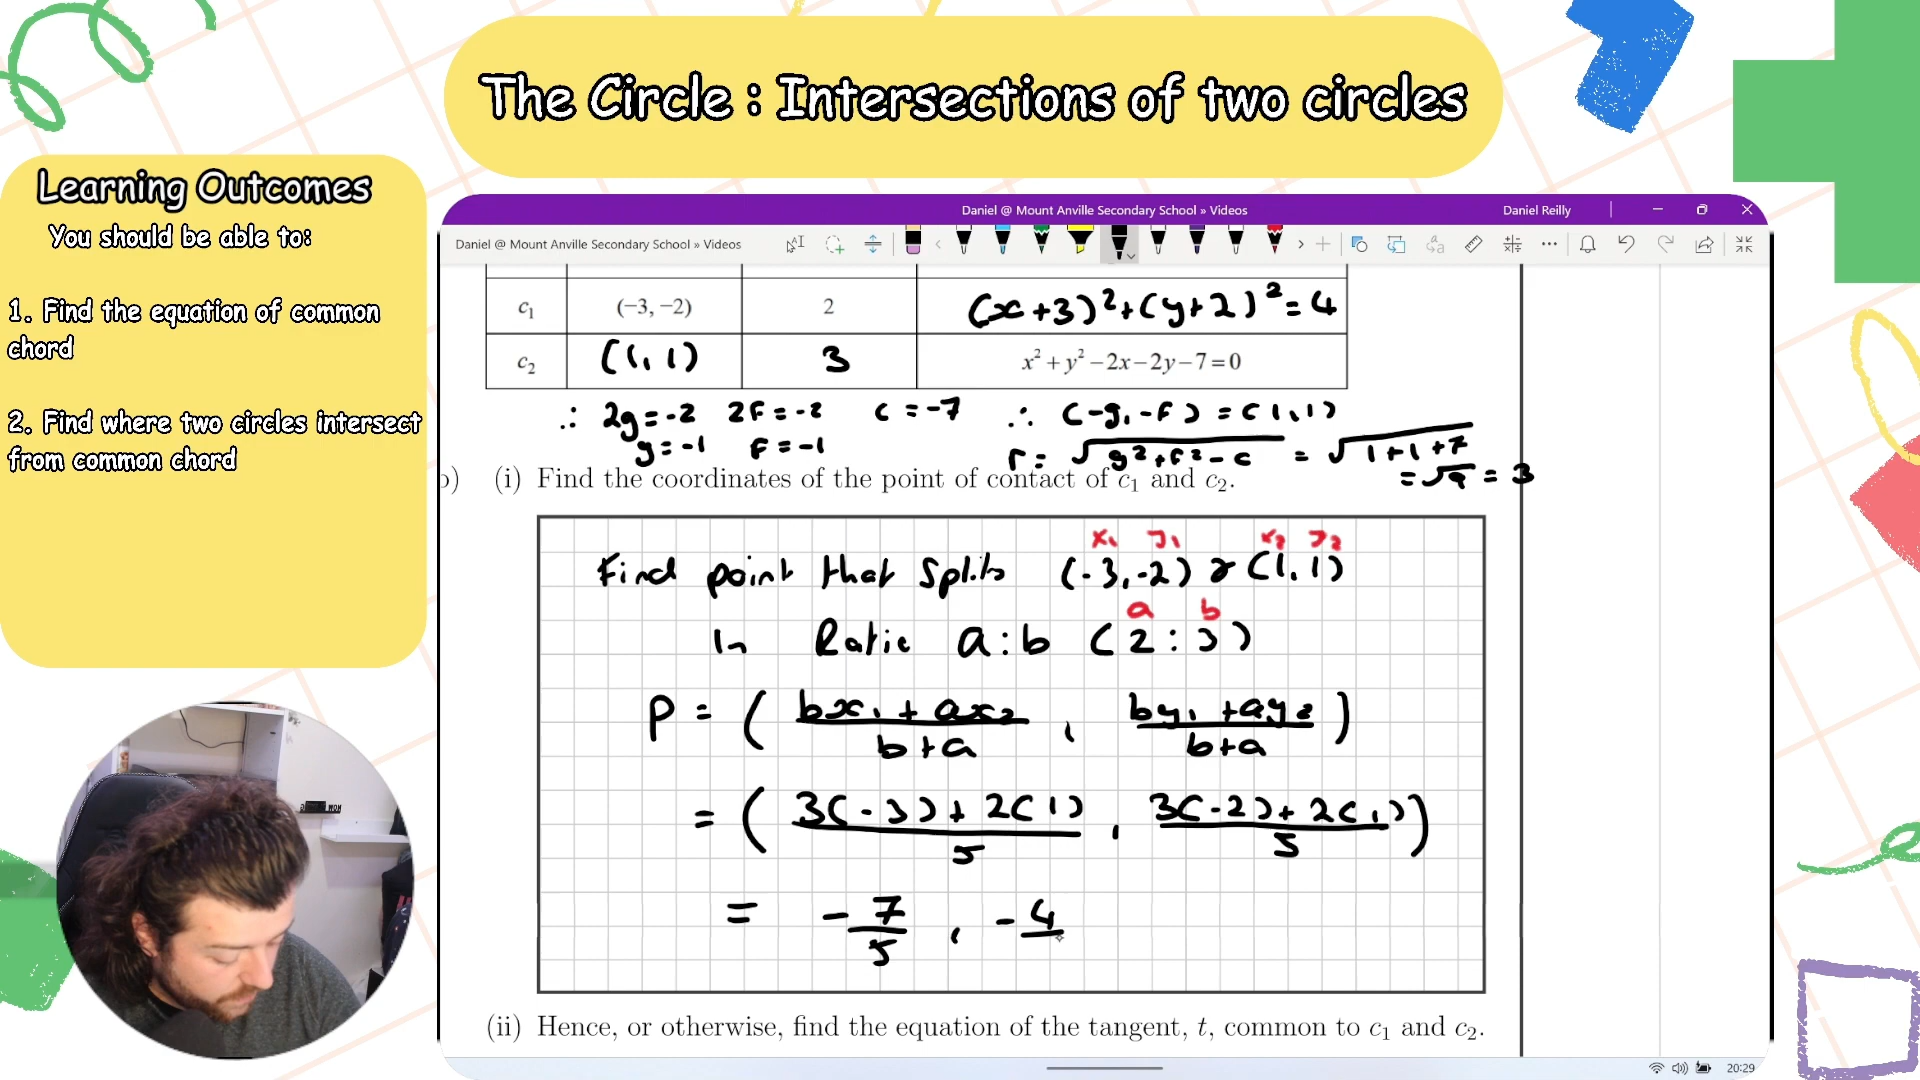 The Circle : Intersections of two circles
Learning Outcomes
You should be able to:
1. Find the equation of common
chord
2. Find where two circles intersect
from common chord
Daniel @ Mount Anville Secondary School » Videos
Daniel Reilly
Daniel @ Mount Anville Secondary School » Videos
c₁ (−3, −2) 2 (x+3)²+(y+2)²=4
c₂ (1, 1) 3 x² + y² − 2x − 2y − 7 = 0
∴ 2g = -2 2f = -2 c = -7 ∴ (-g, -f) = (1, 1)
g = -1 f = -1 r = √g²+f²-c = √1+1+7
= √9 = 3
(i) Find the coordinates of the point of contact of c₁ and c₂.
x₁ y₁ x₂ y₂
Find point that splits (-3, -2) & (1, 1)
a b
In Ratio a:b (2:3)
P = ( bx₁ + ax₂ / b+a , by₁ + ay₂ / b+a )
= ( 3(-3) + 2(1) / 5 , 3(-2) + 2(1) / 5 )
= -7/5 , -4
(ii) Hence, or otherwise, find the equation of the tangent, t, common to c₁ and c₂.
20:29